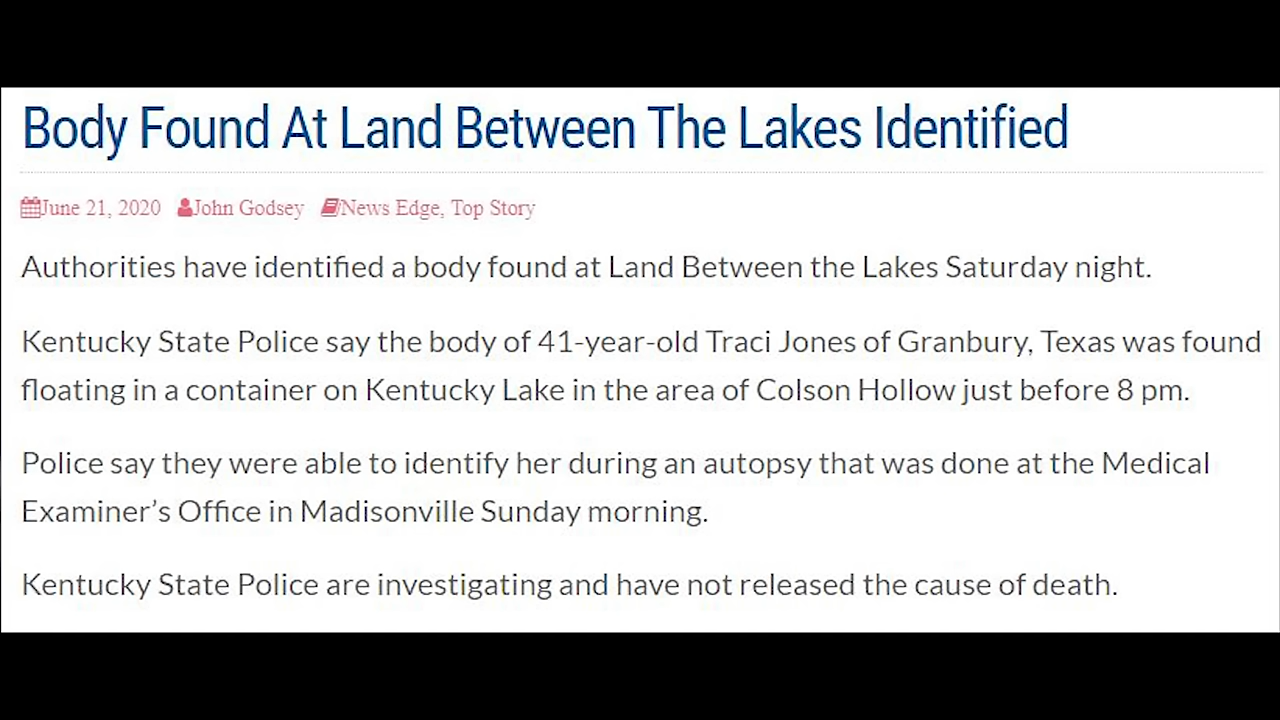 Body Found At Land Between The Lakes Identified
June 21, 2020 John Godsey News Edge, Top Story
Authorities have identified a body found at Land Between the Lakes Saturday night.
Kentucky State Police say the body of 41-year-old Traci Jones of Granbury, Texas was found
floating in a container on Kentucky Lake in the area of Colson Hollow just before 8 pm.
Police say they were able to identify her during an autopsy that was done at the Medical
Examiner’s Office in Madisonville Sunday morning.
Kentucky State Police are investigating and have not released the cause of death.